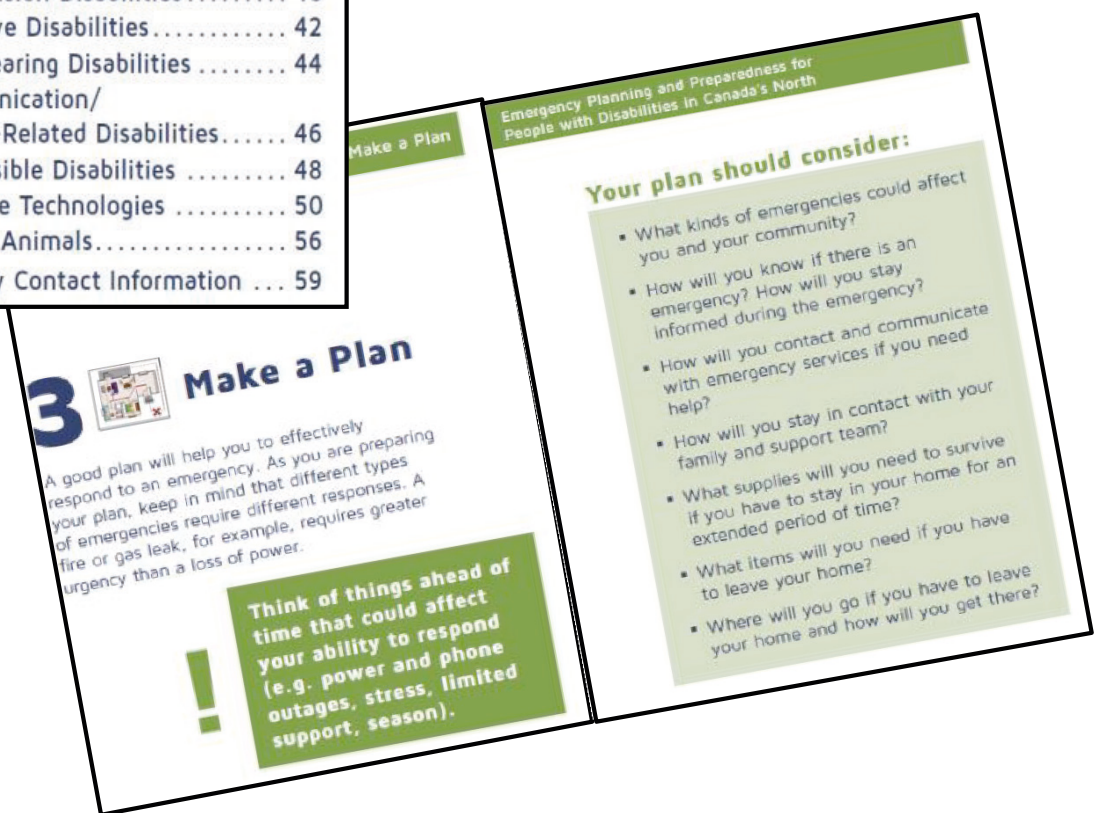 Disabilities
ve Disabilities............ 42
earing Disabilities ........ 44
nication/
-Related Disabilities...... 46
sible Disabilities ......... 48
e Technologies .......... 50
Animals................. 56
y Contact Information ... 59
Make a Plan
3 Make a Plan
A good plan will help you to effectively
respond to an emergency. As you are preparing
your plan, keep in mind that different types
of emergencies require different responses. A
fire or gas leak, for example, requires greater
urgency than a loss of power.
!
Think of things ahead of
time that could affect
your ability to respond
(e.g. power and phone
outages, stress, limited
support, season).
Emergency Planning and Preparedness for
People with Disabilities in Canada's North
Your plan should consider:
▪ What kinds of emergencies could affect
you and your community?
▪ How will you know if there is an
emergency? How will you stay
informed during the emergency?
▪ How will you contact and communicate
with emergency services if you need
help?
▪ How will you stay in contact with your
family and support team?
▪ What supplies will you need to survive
if you have to stay in your home for an
extended period of time?
▪ What items will you need if you have
to leave your home?
▪ Where will you go if you have to leave
your home and how will you get there?